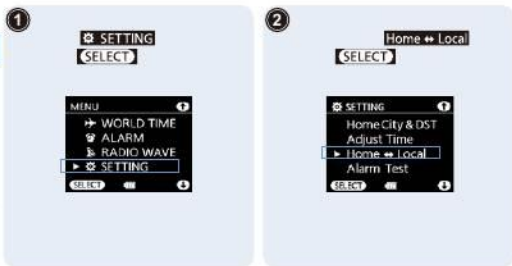 1
⚙ SETTING
SELECT
MENU
✈ WORLD TIME
ALARM
RADIO WAVE
▶ ⚙ SETTING
SELECT
2
Home ↔ Local
SELECT
⚙ SETTING
Home City & DST
Adjust Time
▶ Home ↔ Local
Alarm Test
SELECT